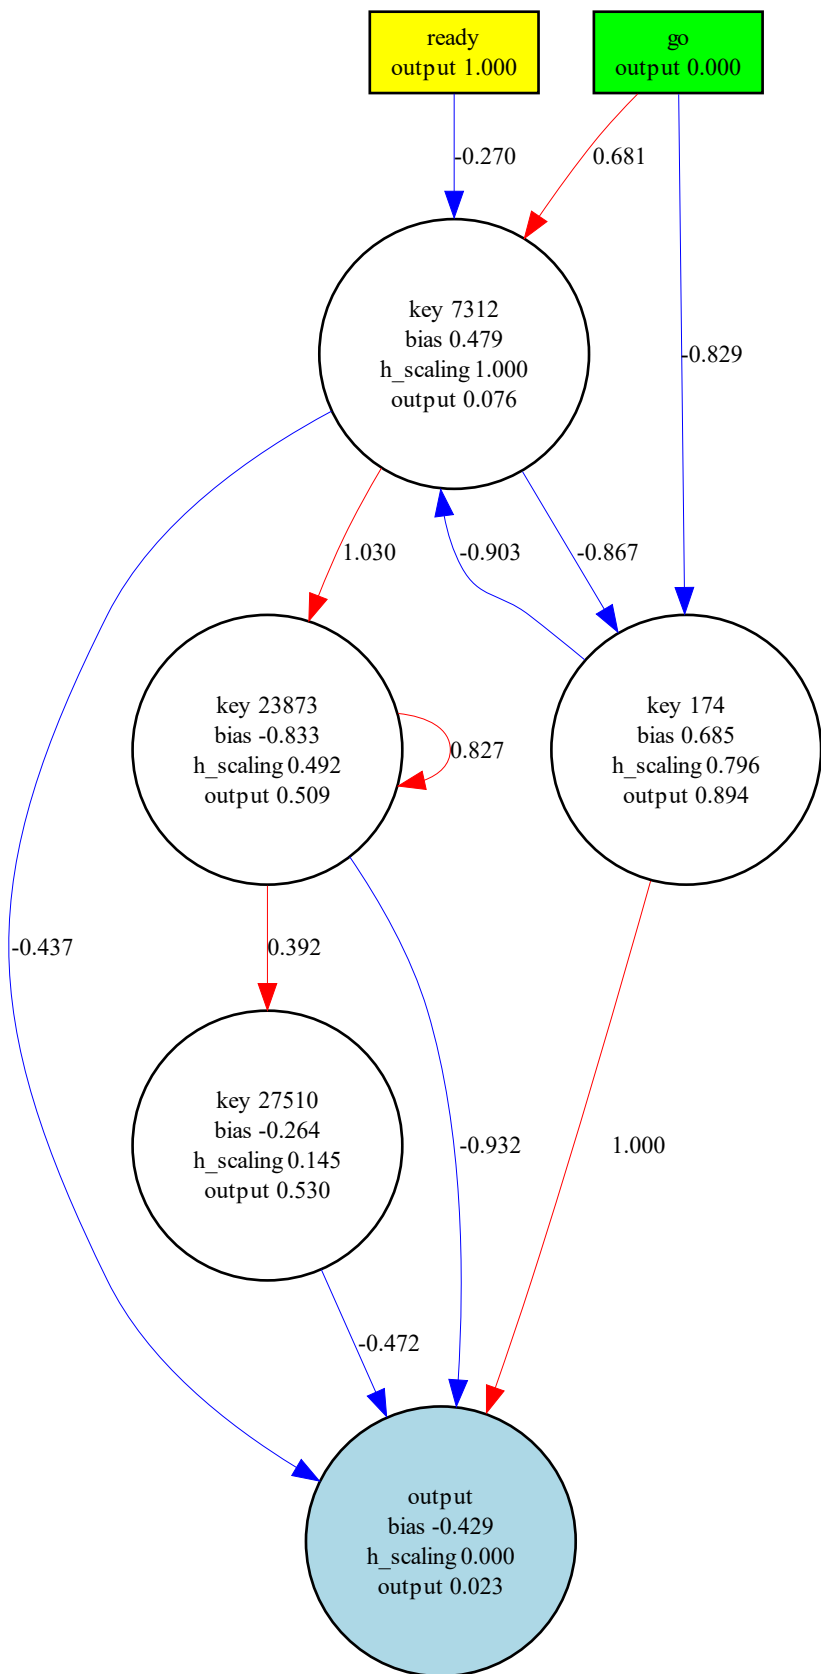 ready
output 1.000
go
output 0.000
-0.270
0.681
key 7312
bias 0.479
h_scaling 1.000
output 0.076
-0.829
1.030
-0.903
-0.867
key 23873
bias -0.833
h_scaling 0.492
output 0.509
0.827
key 174
bias 0.685
h_scaling 0.796
output 0.894
-0.437
0.392
key 27510
bias -0.264
h_scaling 0.145
output 0.530
-0.932
1.000
-0.472
output
bias -0.429
h_scaling 0.000
output 0.023